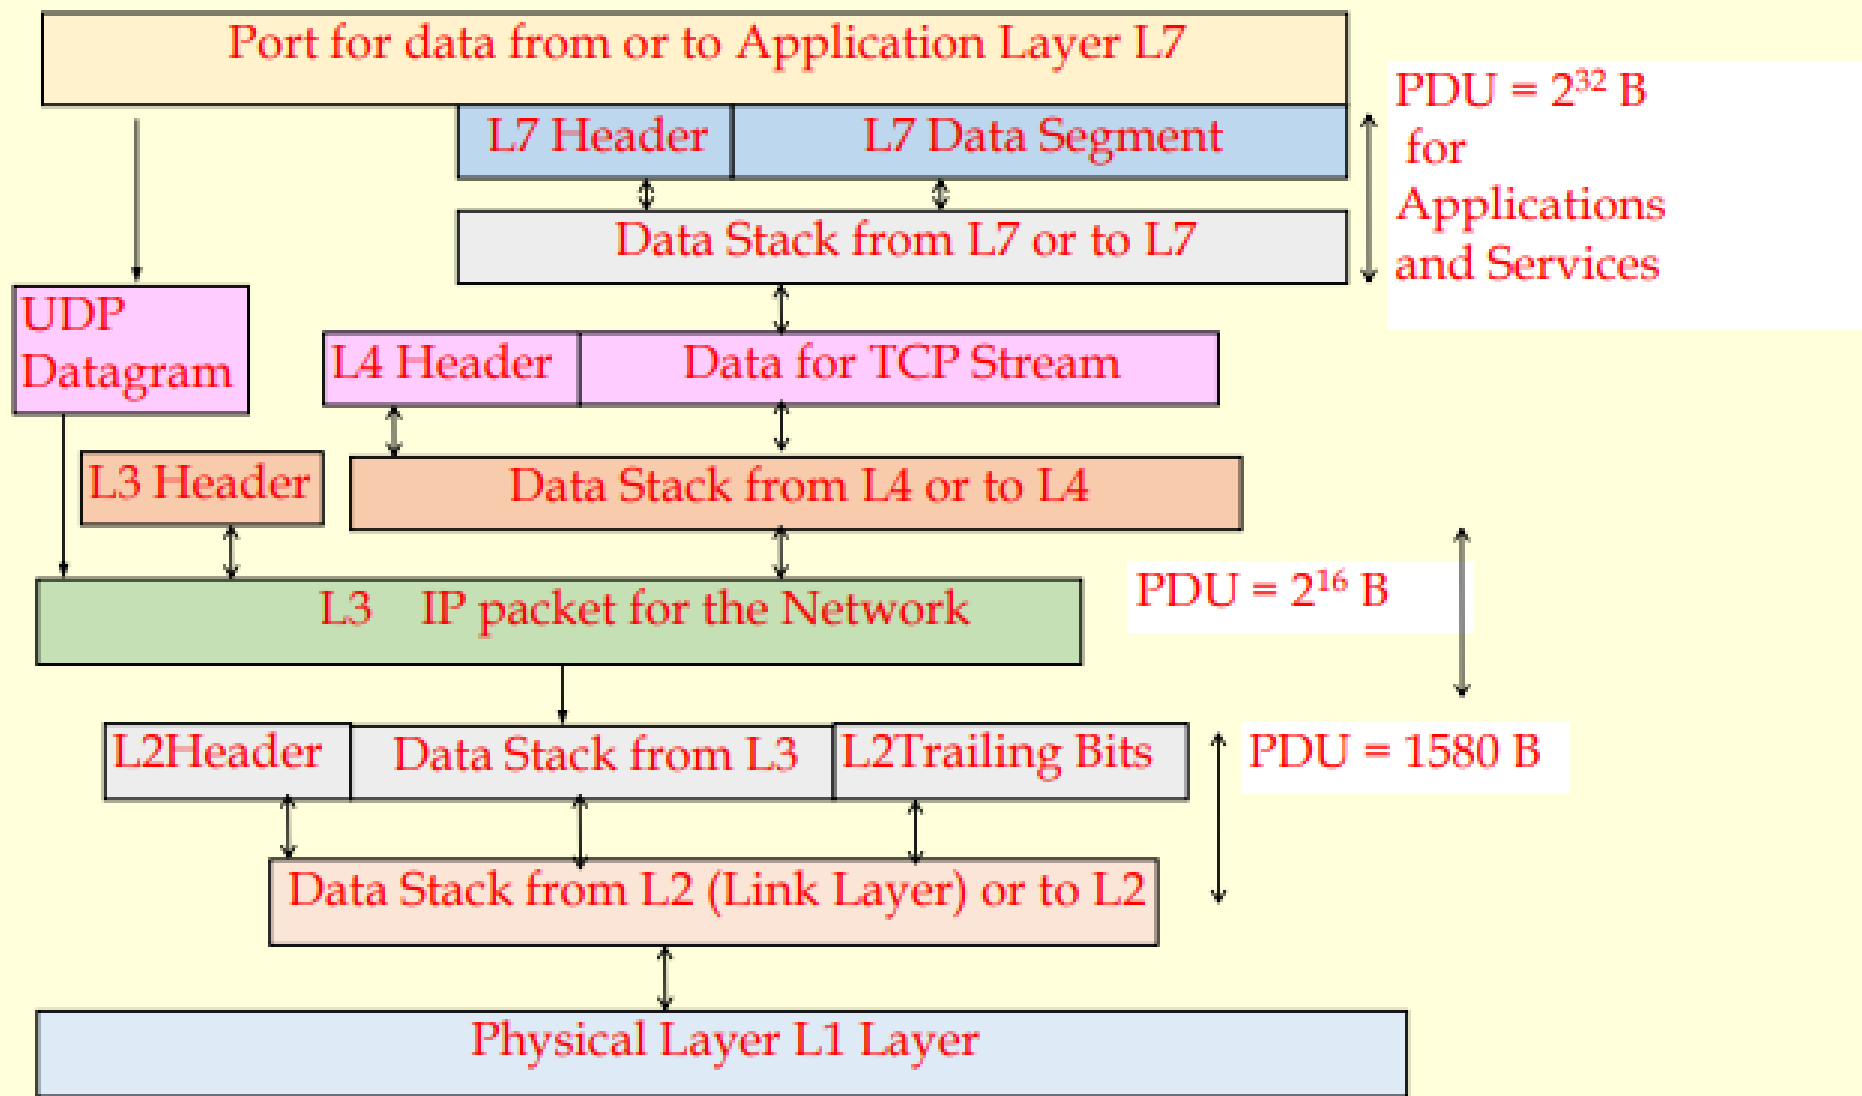 Port for data from or to Application Layer L7
PDU = 2³² B
for
Applications
and Services
L7 Header
L7 Data Segment
Data Stack from L7 or to L7
UDP
Datagram
L4 Header
Data for TCP Stream
L3 Header
Data Stack from L4 or to L4
L3 IP packet for the Network
PDU = 2¹⁶ B
L2Header
Data Stack from L3
L2Trailing Bits
PDU = 1580 B
Data Stack from L2 (Link Layer) or to L2
Physical Layer L1 Layer